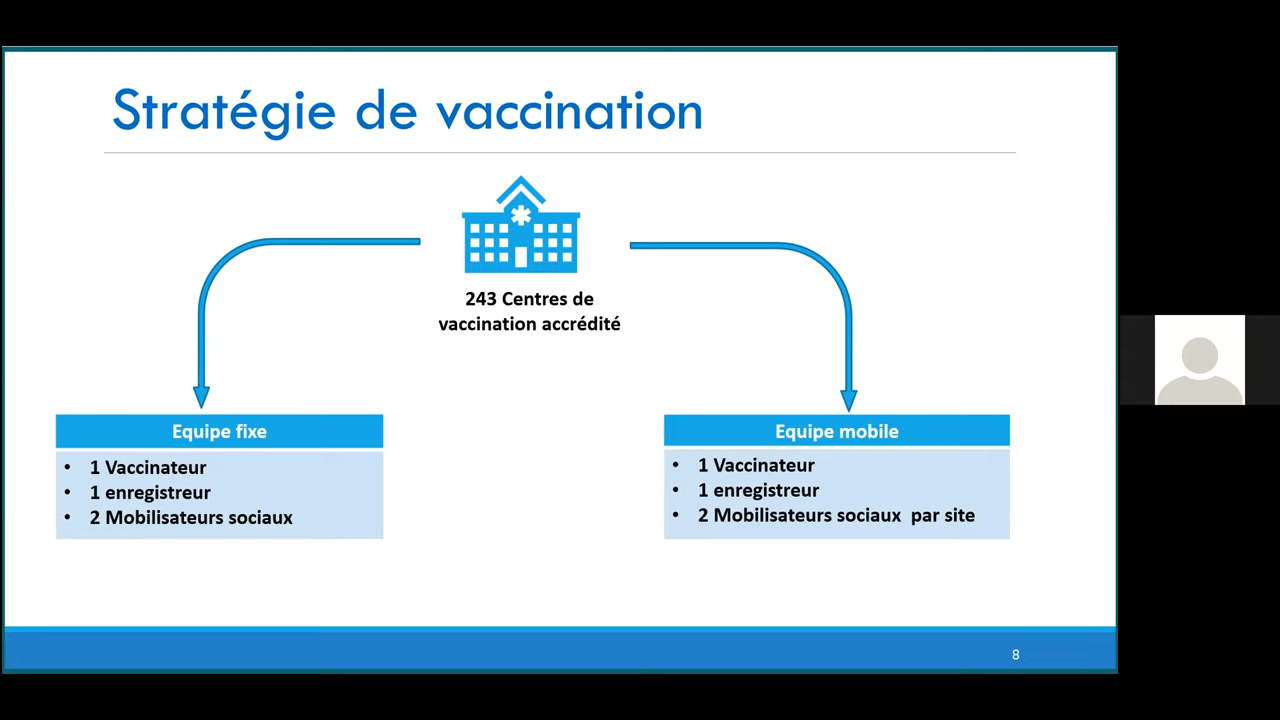 Stratégie de vaccination
243 Centres de
vaccination accrédité
Equipe fixe
• 1 Vaccinateur
• 1 enregistreur
• 2 Mobilisateurs sociaux
Equipe mobile
• 1 Vaccinateur
• 1 enregistreur
• 2 Mobilisateurs sociaux par site
8